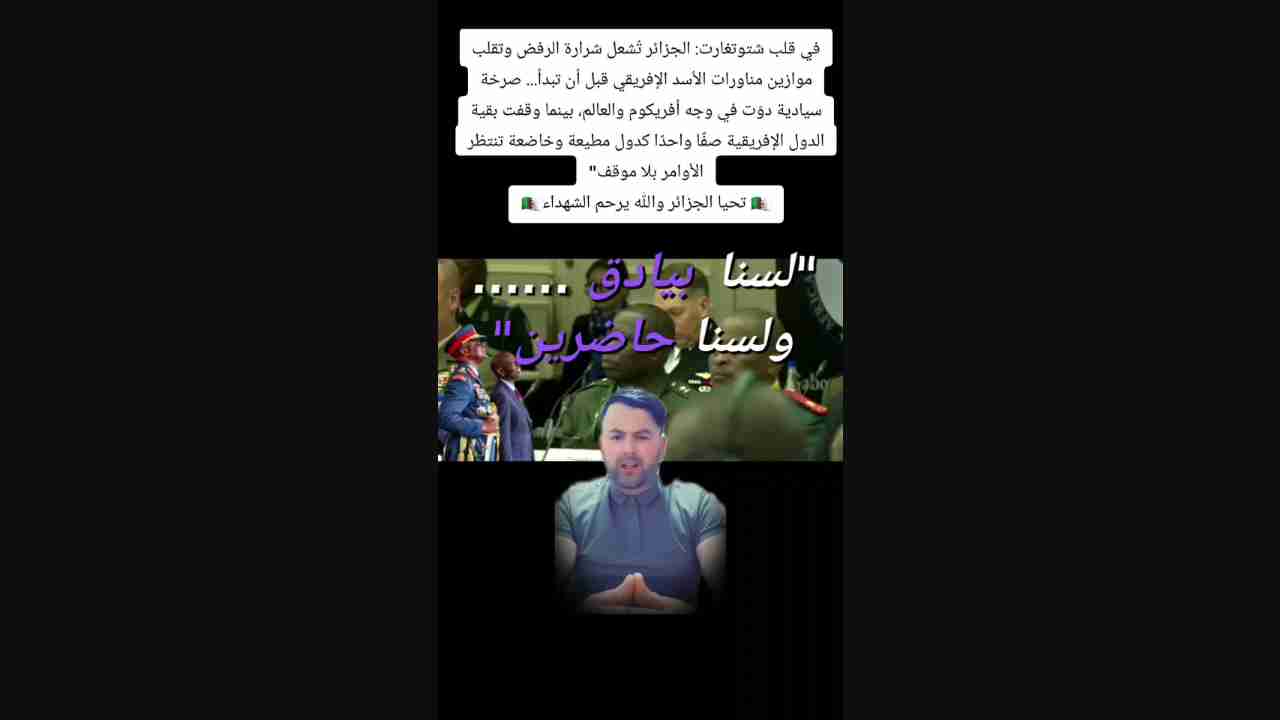 في قلب شتوتغارت: الجزائر تُشعل شرارة الرفض وتقلب
موازين مناورات الأسد الإفريقي قبل أن تبدأ... صرخة
سيادية دوّت في وجه أفريكوم والعالم، بينما وقفت بقية
الدول الإفريقية صفًا واحدًا كدول مطيعة وخاضعة تنتظر
الأوامر بلا موقف"
🇩🇿 تحيا الجزائر والله يرحم الشهداء 🇩🇿
"لسنا بيادق ......
ولسنا حاضرين"